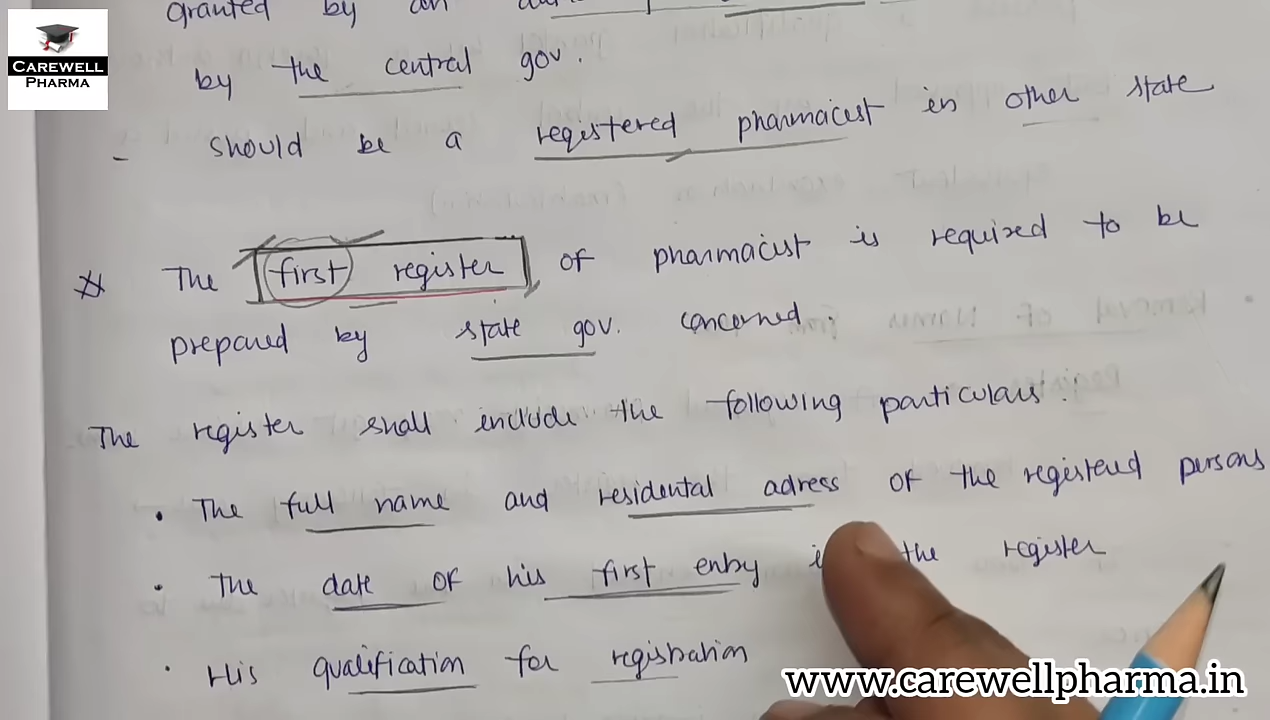 CAREWELL
PHARMA
granted by an
by the central gov.
- should be a registered pharmacist in other state
The first register of pharmacist is required to be
prepared by state gov. concerned.
The register shall include the following particulars:
• The full name and residental adress of the registered persons
• The date of his first entry the register
• His qualification for registration
www.carewellpharma.in